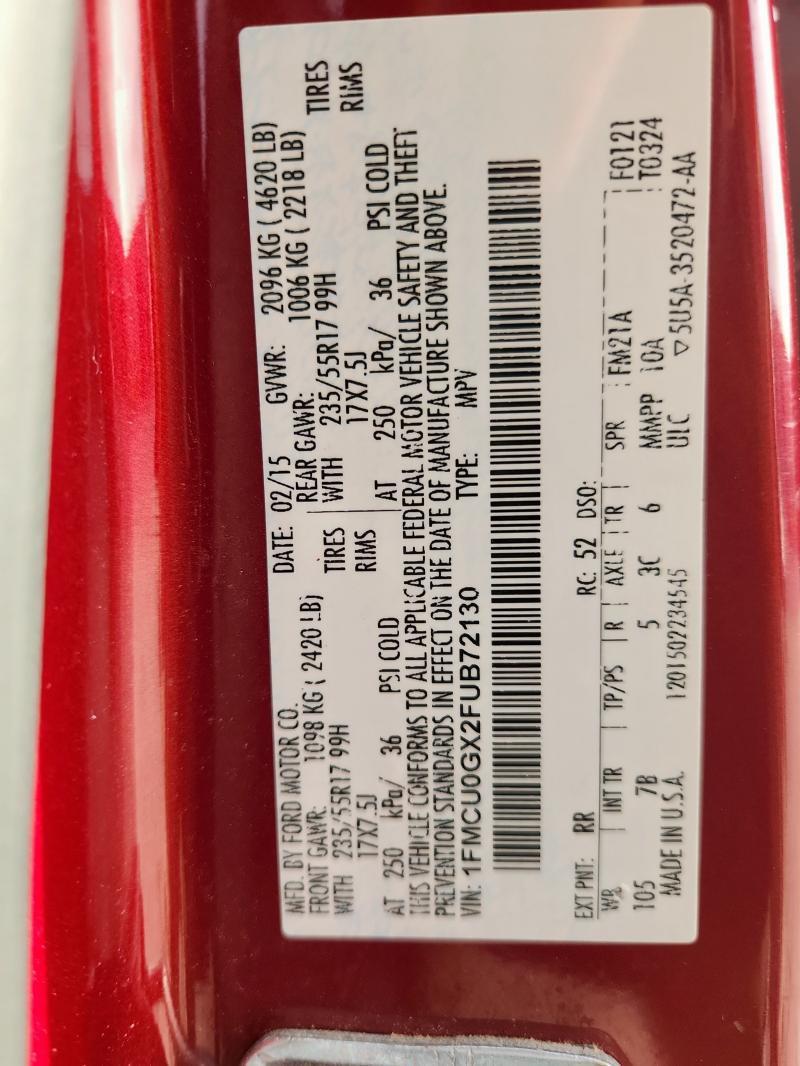 MFD. BY FORD MOTOR CO.
DATE: 02/15 GVWR: 2096 KG ( 4620 LB)
FRONT GAWR: 1098 KG ( 2420 LB) REAR GAWR: 1006 KG ( 2218 LB)
WITH 235/55R17 99H TIRES WITH 235/55R17 99H TIRES
17X7.5J RIMS 17X7.5J RIMS
AT 250 kPa/ 36 PSI COLD AT 250 kPa/ 36 PSI COLD
THIS VEHICLE CONFORMS TO ALL APPLICABLE FEDERAL MOTOR VEHICLE SAFETY AND THEFT
PREVENTION STANDARDS IN EFFECT ON THE DATE OF MANUFACTURE SHOWN ABOVE.
VIN: 1FMCU0GX2FUB72130 TYPE: MPV
EXT PNT: RR RC: 52 DSO:
WB INT TR TP/PS R AXLE TR SPR FM21A F0121
105 7B 5 3C 6 MMPP 10A T0324
MADE IN U.S.A. 1201502234545 ULC ▽5U5A-3520472-AA